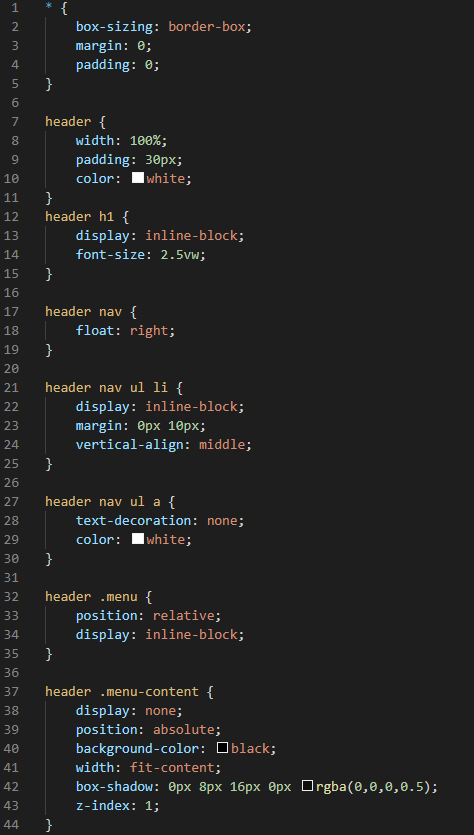 1 * {
2     box-sizing: border-box;
3     margin: 0;
4     padding: 0;
5 }
6
7 header {
8     width: 100%;
9     padding: 30px;
10     color: white;
11 }
12 header h1 {
13     display: inline-block;
14     font-size: 2.5vw;
15 }
16
17 header nav {
18     float: right;
19 }
20
21 header nav ul li {
22     display: inline-block;
23     margin: 0px 10px;
24     vertical-align: middle;
25 }
26
27 header nav ul a {
28     text-decoration: none;
29     color: white;
30 }
31
32 header .menu {
33     position: relative;
34     display: inline-block;
35 }
36
37 header .menu-content {
38     display: none;
39     position: absolute;
40     background-color: black;
41     width: fit-content;
42     box-shadow: 0px 8px 16px 0px rgba(0,0,0,0.5);
43     z-index: 1;
44 }